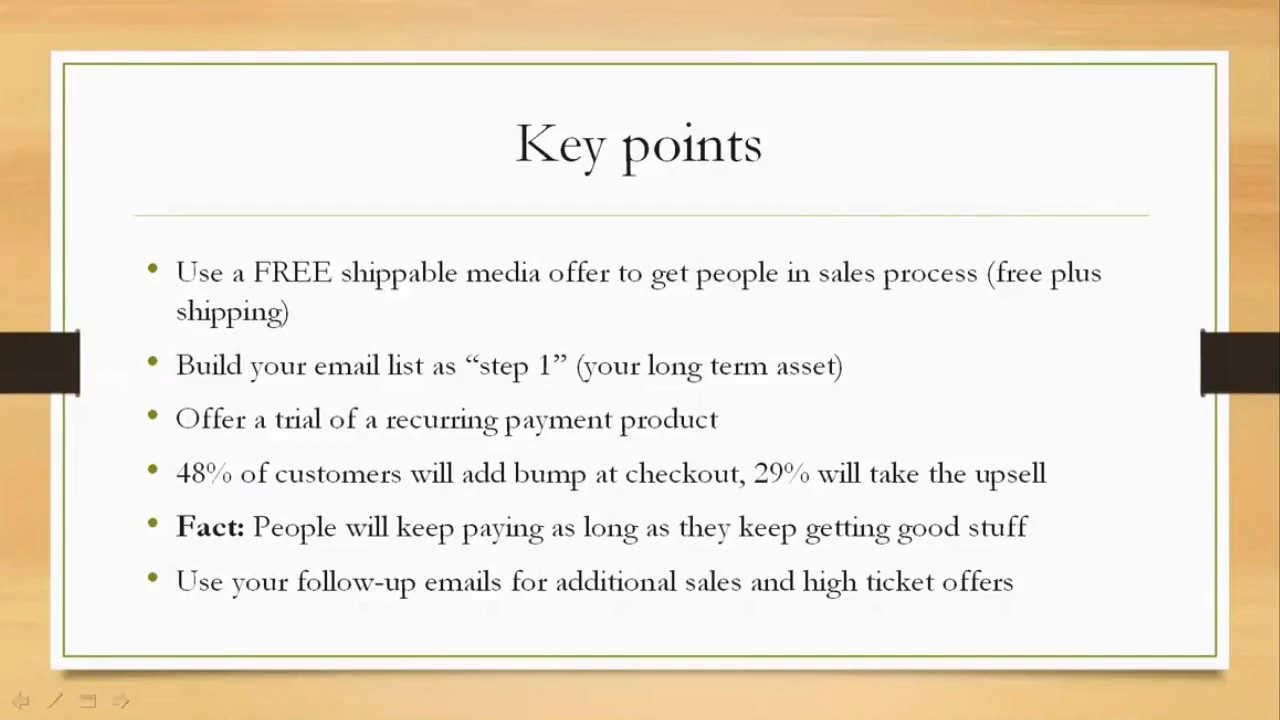 Key points
• Use a FREE shippable media offer to get people in sales process (free plus
shipping)
• Build your email list as “step 1” (your long term asset)
• Offer a trial of a recurring payment product
• 48% of customers will add bump at checkout, 29% will take the upsell
• Fact: People will keep paying as long as they keep getting good stuff
• Use your follow-up emails for additional sales and high ticket offers